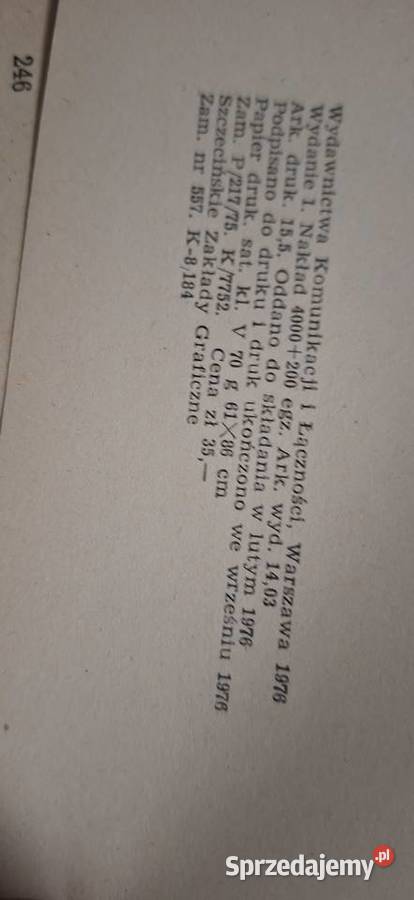 Wydawnictwa Komunikacji i Łączności, Warszawa 1976
Wydanie 1. Nakład 4000+200 egz. Ark. wyd. 14,03
Ark. druk. 15,5. Oddano do składania w lutym 1976
Podpisano do druku i druk ukończono we wrześniu 1976
Papier druk. sat. kl. V 70 g 61×86 cm
Zam. P/217/75. K/7752. Cena zł 35,—
Szczecińskie Zakłady Graficzne
Zam. nr 557. K-8/184
246
Sprzedajemy.pl